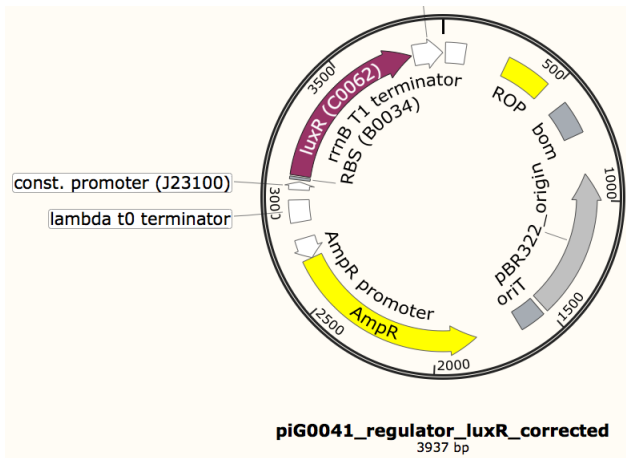 3500
luxR (C0062)
rrnB T1 terminator
RBS (B0034)
500
ROP
bom
const. promoter (J23100)
3000
lambda t0 terminator
1000
pBR322_origin
oriT
AmpR promoter
2500
AmpR
1500
2000
piG0041_regulator_luxR_corrected
3937 bp